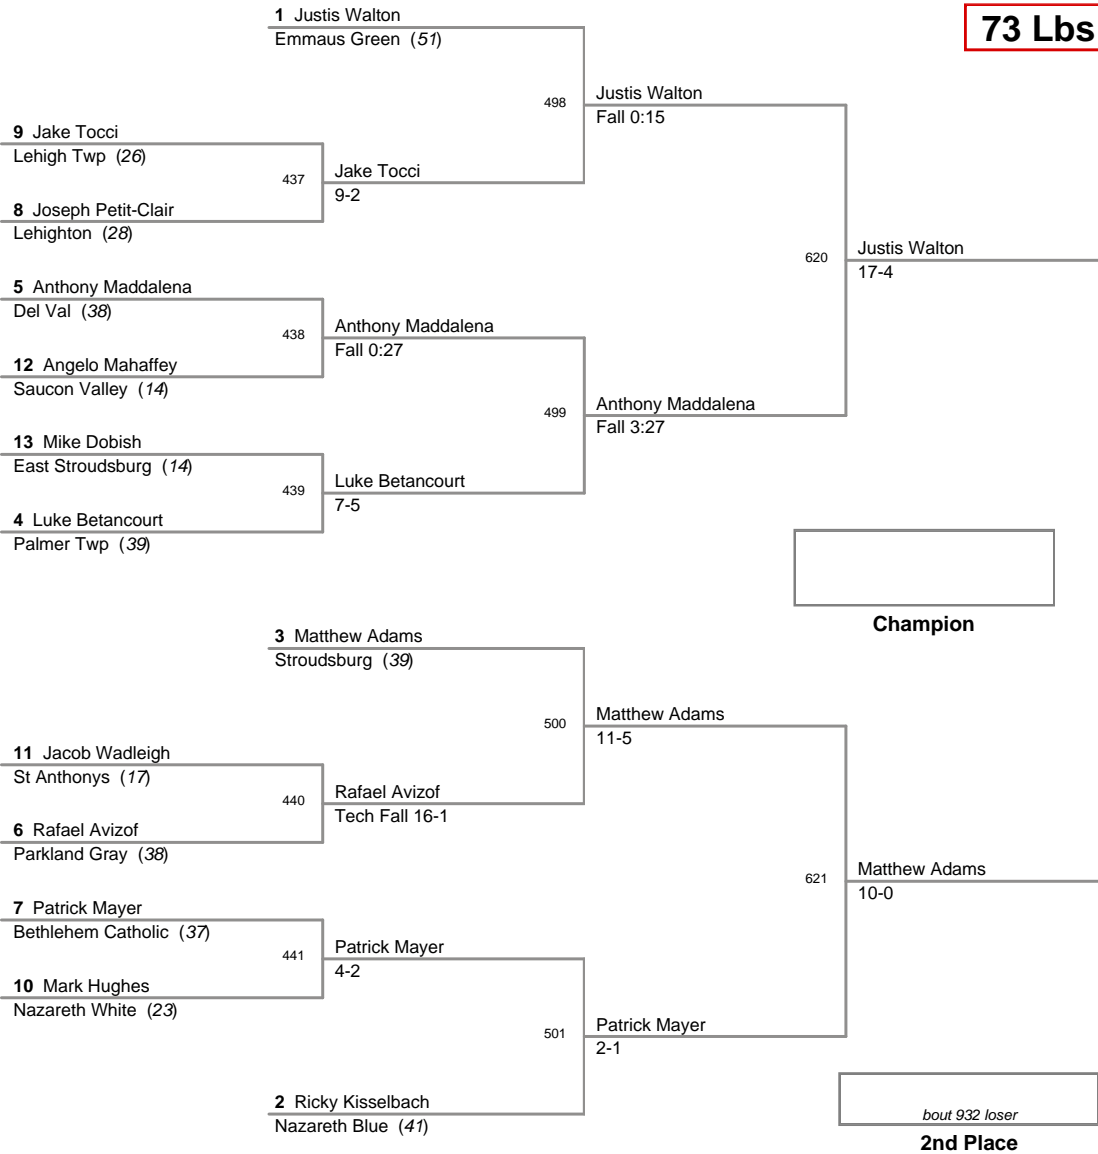 1 Justis Walton
Emmaus Green (51)
73 Lbs
498
Justis Walton
Fall 0:15
9 Jake Tocci
Lehigh Twp (26)
437
Jake Tocci
9-2
8 Joseph Petit-Clair
Lehighton (28)
620
Justis Walton
17-4
5 Anthony Maddalena
Del Val (38)
438
Anthony Maddalena
Fall 0:27
12 Angelo Mahaffey
Saucon Valley (14)
499
Anthony Maddalena
Fall 3:27
13 Mike Dobish
East Stroudsburg (14)
439
Luke Betancourt
7-5
4 Luke Betancourt
Palmer Twp (39)
Champion
3 Matthew Adams
Stroudsburg (39)
500
Matthew Adams
11-5
11 Jacob Wadleigh
St Anthonys (17)
440
Rafael Avizof
Tech Fall 16-1
6 Rafael Avizof
Parkland Gray (38)
621
Matthew Adams
10-0
7 Patrick Mayer
Bethlehem Catholic (37)
441
Patrick Mayer
4-2
10 Mark Hughes
Nazareth White (23)
501
Patrick Mayer
2-1
2 Ricky Kisselbach
Nazareth Blue (41)
bout 932 loser
2nd Place